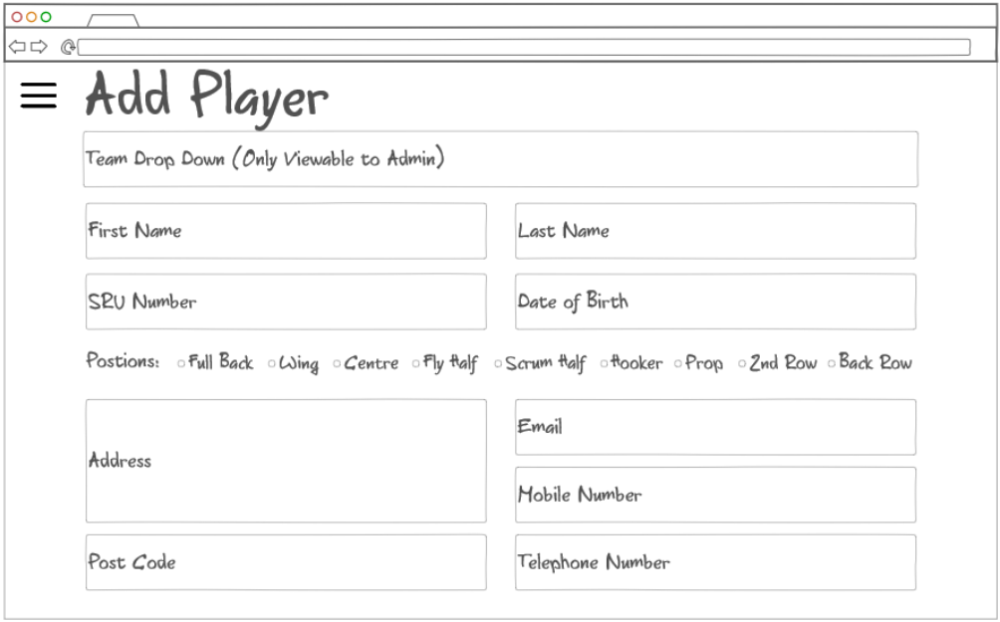 Add Player
Team Drop Down (Only Viewable to Admin)
First Name
Last Name
SRU Number
Date of Birth
Postions: Full Back Wing Centre Fly Half Scrum Half Hooker Prop 2nd Row Back Row
Address
Email
Mobile Number
Post Code
Telephone Number